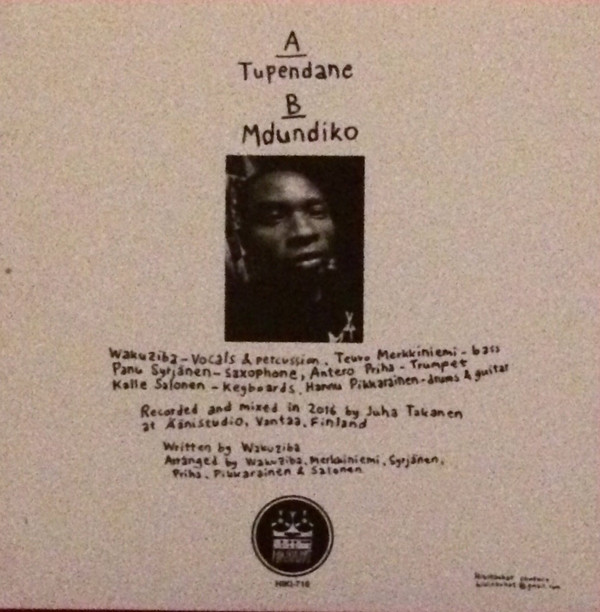 A
Tupendane
B
Mdundiko
Wakuziba - Vocals & percussion, Teuvo Merkkiniemi - bass
Panu Syrjänen - Saxophone, Antero Priha - Trumpet
Kalle Salonen - Keyboards, Hannu Pikkarainen - drums & guitar
Recorded and mixed in 2016 by Juha Takanen
at Äänistudio, Vantaa, Finland
Written by Wakuziba
Arranged by Wakuziba, Merkkiniemi, Syrjänen,
Priha, Pikkarainen & Salonen